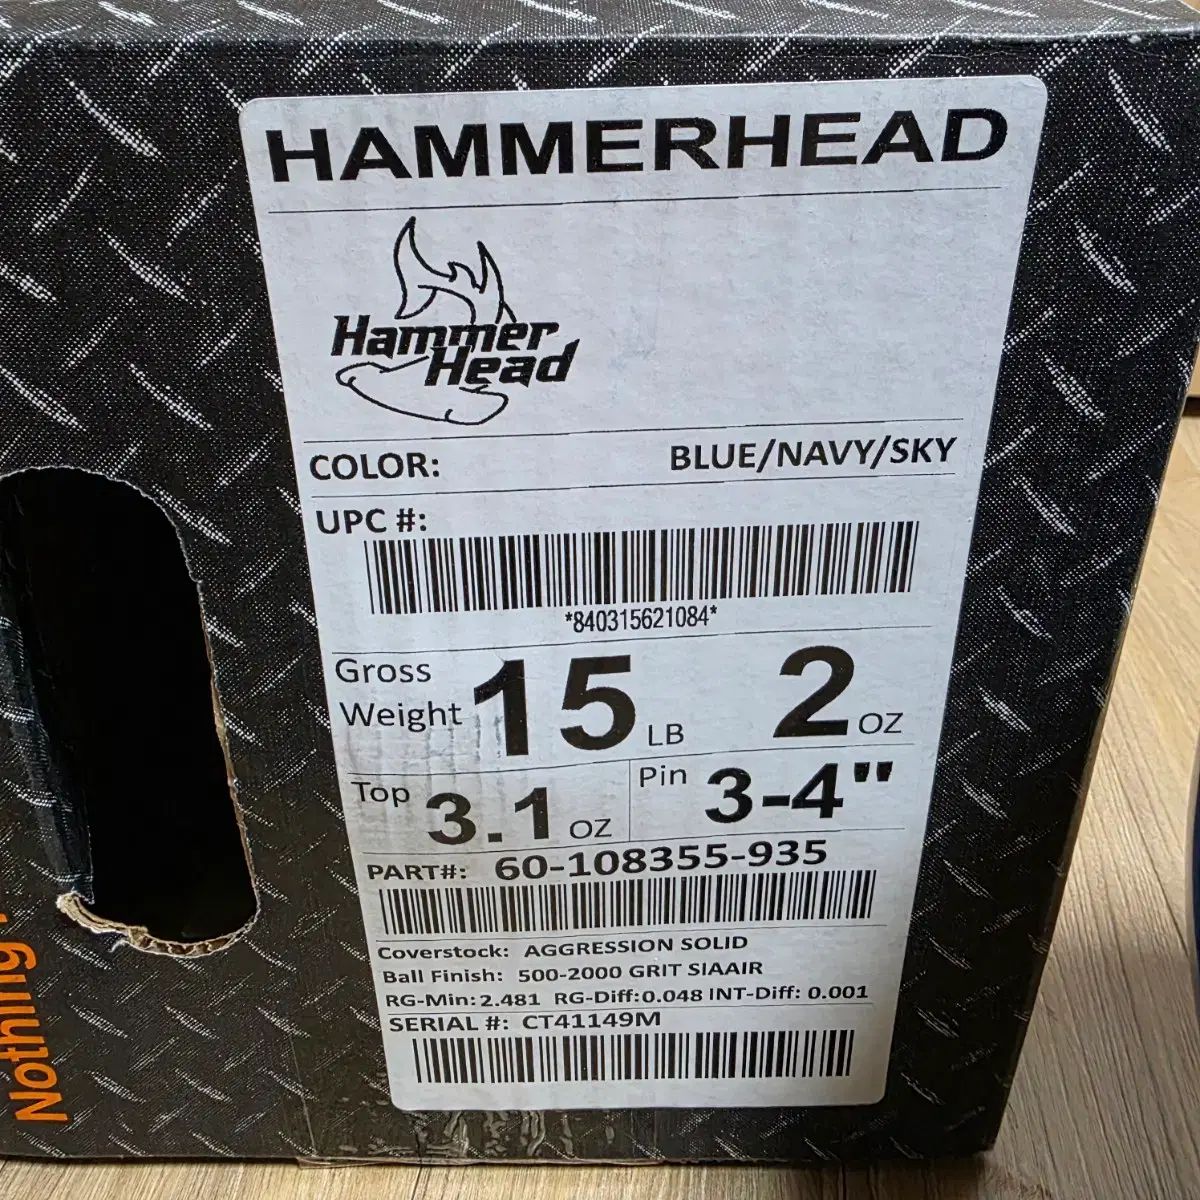 HAMMERHEAD
Hammer
Head
COLOR: BLUE/NAVY/SKY
UPC #:
*840315621084*
Gross
Weight 15 LB 2 OZ
Top 3.1 OZ Pin 3-4"
PART#: 60-108355-935
Coverstock: AGGRESSION SOLID
Ball Finish: 500-2000 GRIT SIAAIR
RG-Min: 2.481 RG-Diff: 0.048 INT-Diff: 0.001
SERIAL #: CT41149M
Nothing